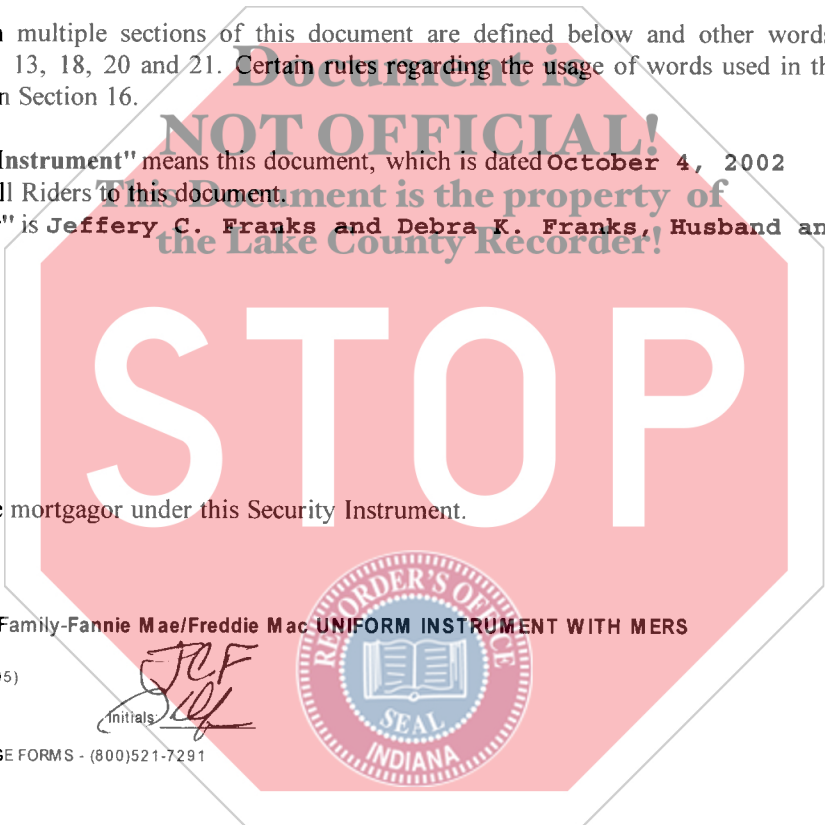 multiple sections of this document are defined below and other word
13, 18, 20 and 21. Certain rules regarding the usage of words used in th
n Section 16.
Document is
NOT OFFICIAL!
Instrument" means this document, which is dated October 4, 2002
ll Riders to this document.
This Document is the property of
" is Jeffery C. Franks and Debra K. Franks, Husband an
the Lake County Recorder!
STOP
mortgagor under this Security Instrument.
RECORDER'S OFFICE
Family-Fannie Mae/Freddie Mac UNIFORM INSTRUMENT WITH MERS
JCF
5)
Initials:
SEAL
INDIANA
GE FORMS - (800)521-7291